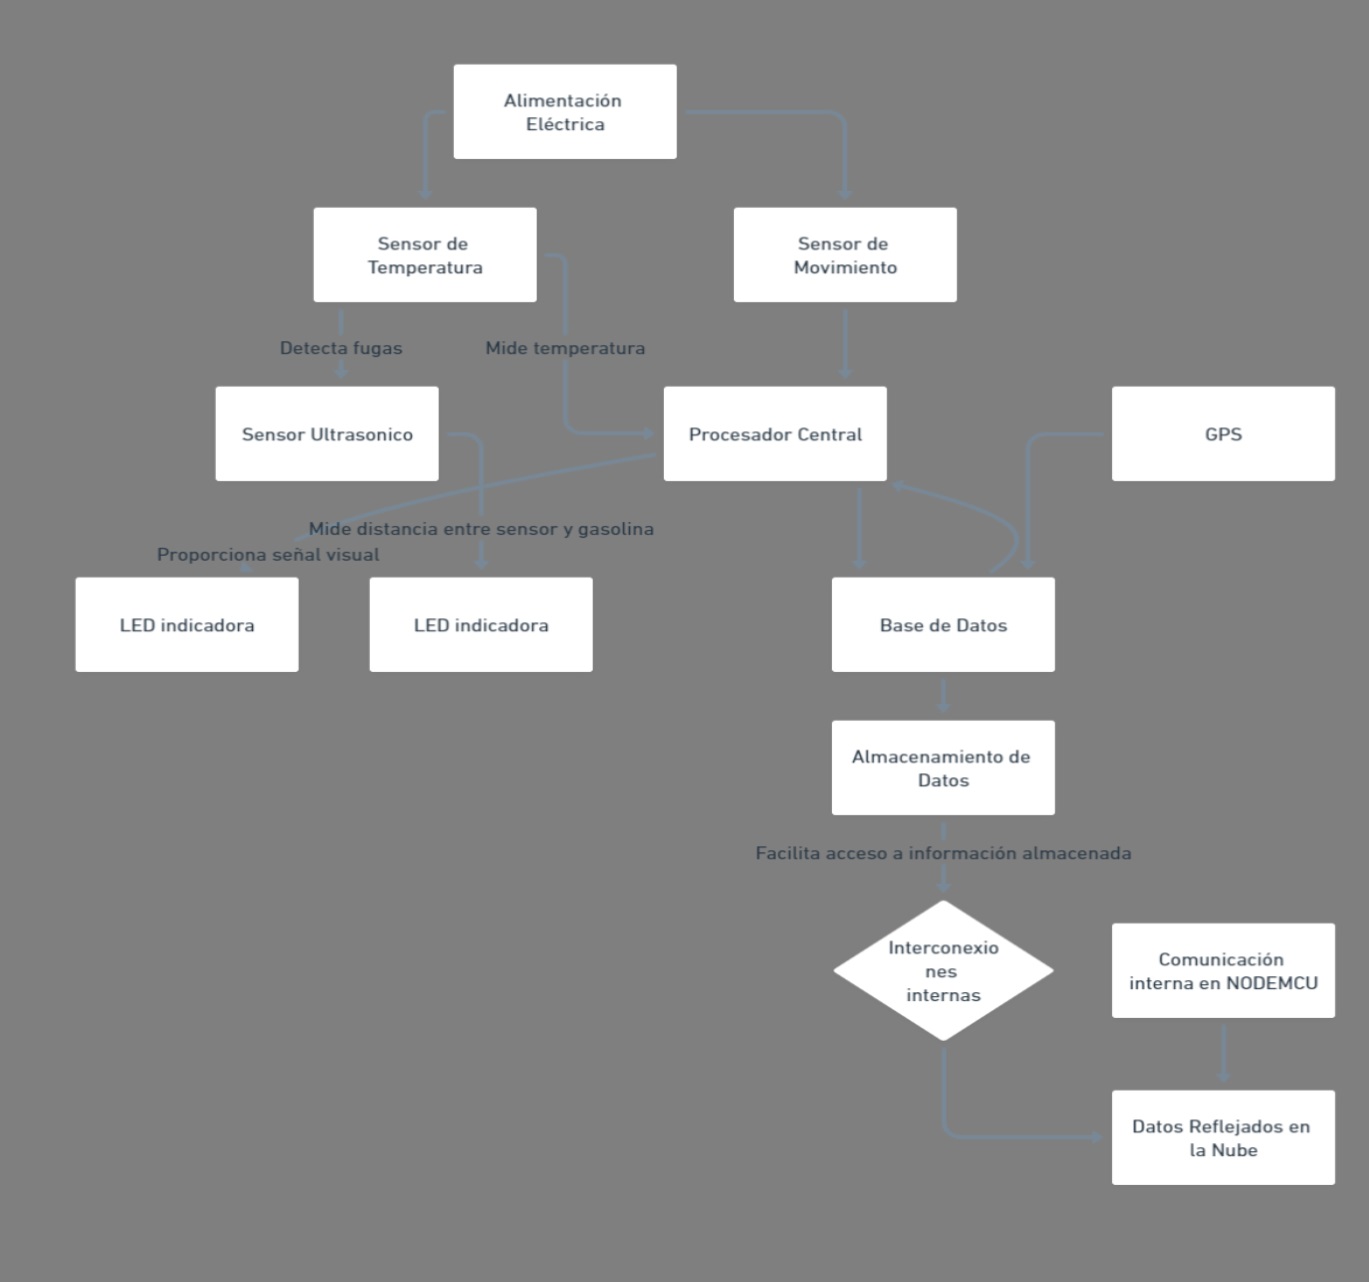 Alimentación
Eléctrica
Sensor de
Temperatura
Sensor de
Movimiento
Detecta fugas
Mide temperatura
Sensor Ultrasonico
Procesador Central
GPS
Mide distancia entre sensor y gasolina
Proporciona señal visual
LED indicadora
LED indicadora
Base de Datos
Almacenamiento de
Datos
Facilita acceso a información almacenada
Interconexio
nes
internas
Comunicación
interna en NODEMCU
Datos Reflejados en
la Nube